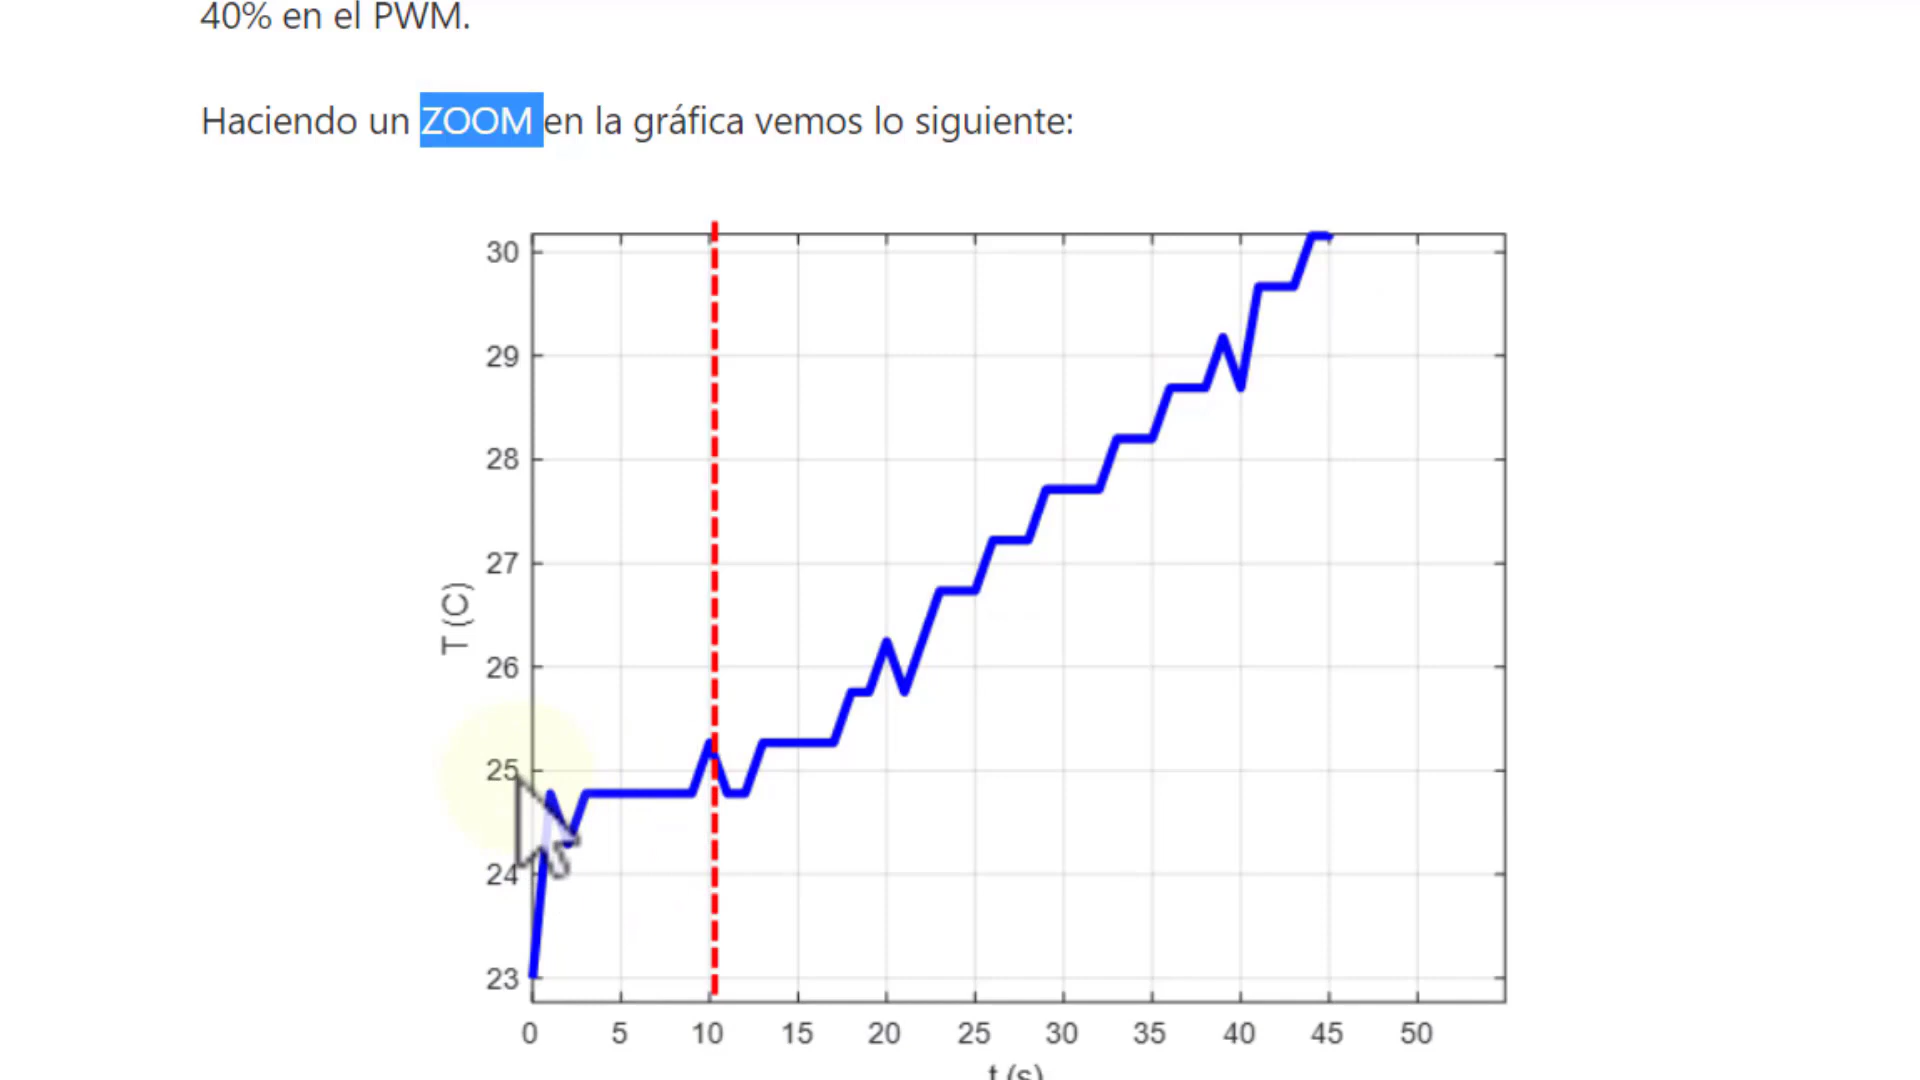 40% en el PWM.
Haciendo un ZOOM en la gráfica vemos lo siguiente:
30
29
28
27
26
25
24
23
T (C)
0 5 10 15 20 25 30 35 40 45 50
t (s)